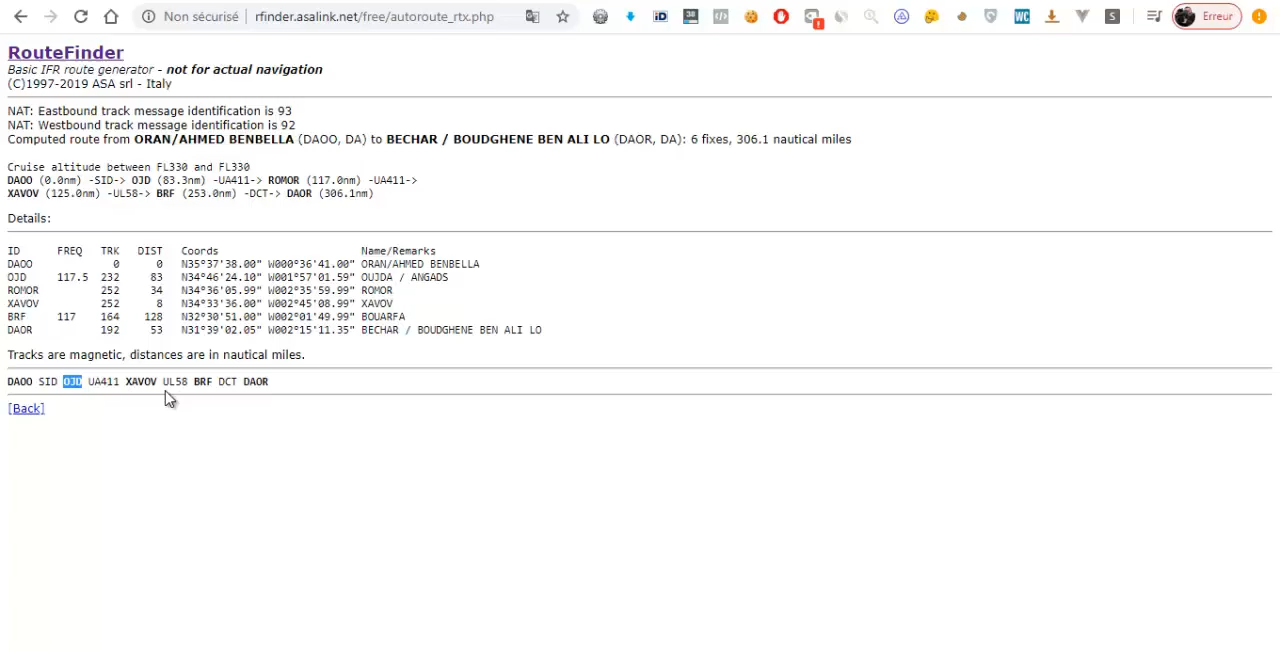 Non sécurisé rfinder.asalink.net/free/autoroute_rtx.php 38 WC S Erreur
RouteFinder
Basic IFR route generator - not for actual navigation
(C)1997-2019 ASA srl - Italy
NAT: Eastbound track message identification is 93
NAT: Westbound track message identification is 92
Computed route from ORAN/AHMED BENBELLA (DAOO, DA) to BECHAR / BOUDGHENE BEN ALI LO (DAOR, DA): 6 fixes, 306.1 nautical miles
Cruise altitude between FL330 and FL330
DAOO (0.0nm) -SID-> OJD (83.3nm) -UA411-> ROMOR (117.0nm) -UA411->
XAVOV (125.0nm) -UL58-> BRF (253.0nm) -DCT-> DAOR (306.1nm)
Details:
ID FREQ TRK DIST Coords Name/Remarks
DAOO 0 0 N35°37'38.00" W000°36'41.00" ORAN/AHMED BENBELLA
OJD 117.5 232 83 N34°46'24.10" W001°57'01.59" OUJDA / ANGADS
ROMOR 252 34 N34°36'05.99" W002°35'59.99" ROMOR
XAVOV 252 8 N34°33'36.00" W002°45'08.99" XAVOV
BRF 117 164 128 N32°30'51.00" W002°01'49.99" BOUARFA
DAOR 192 53 N31°39'02.05" W002°15'11.35" BECHAR / BOUDGHENE BEN ALI LO
Tracks are magnetic, distances are in nautical miles.
DAOO SID OJD UA411 XAVOV UL58 BRF DCT DAOR
[Back]